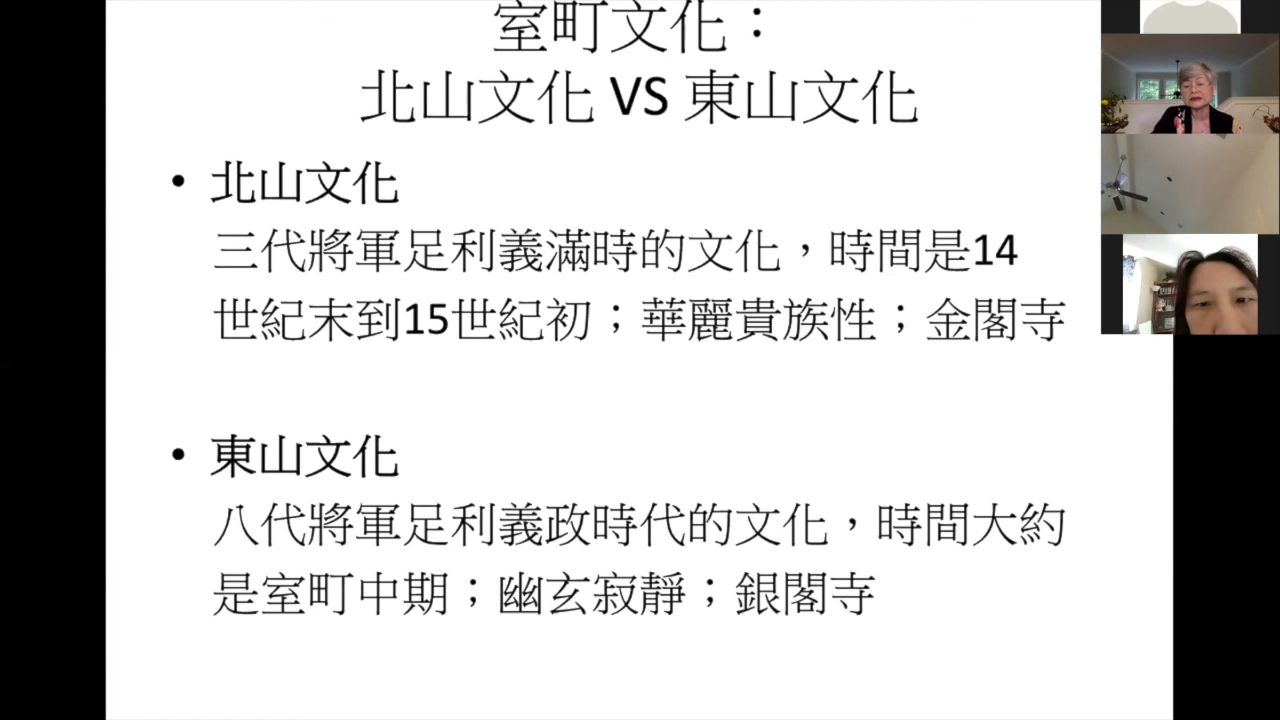 室町文化：
北山文化 VS 東山文化
• 北山文化
三代將軍足利義滿時的文化，時間是14
世紀末到15世紀初；華麗貴族性；金閣寺
• 東山文化
八代將軍足利義政時代的文化，時間大約
是室町中期；幽玄寂靜；銀閣寺